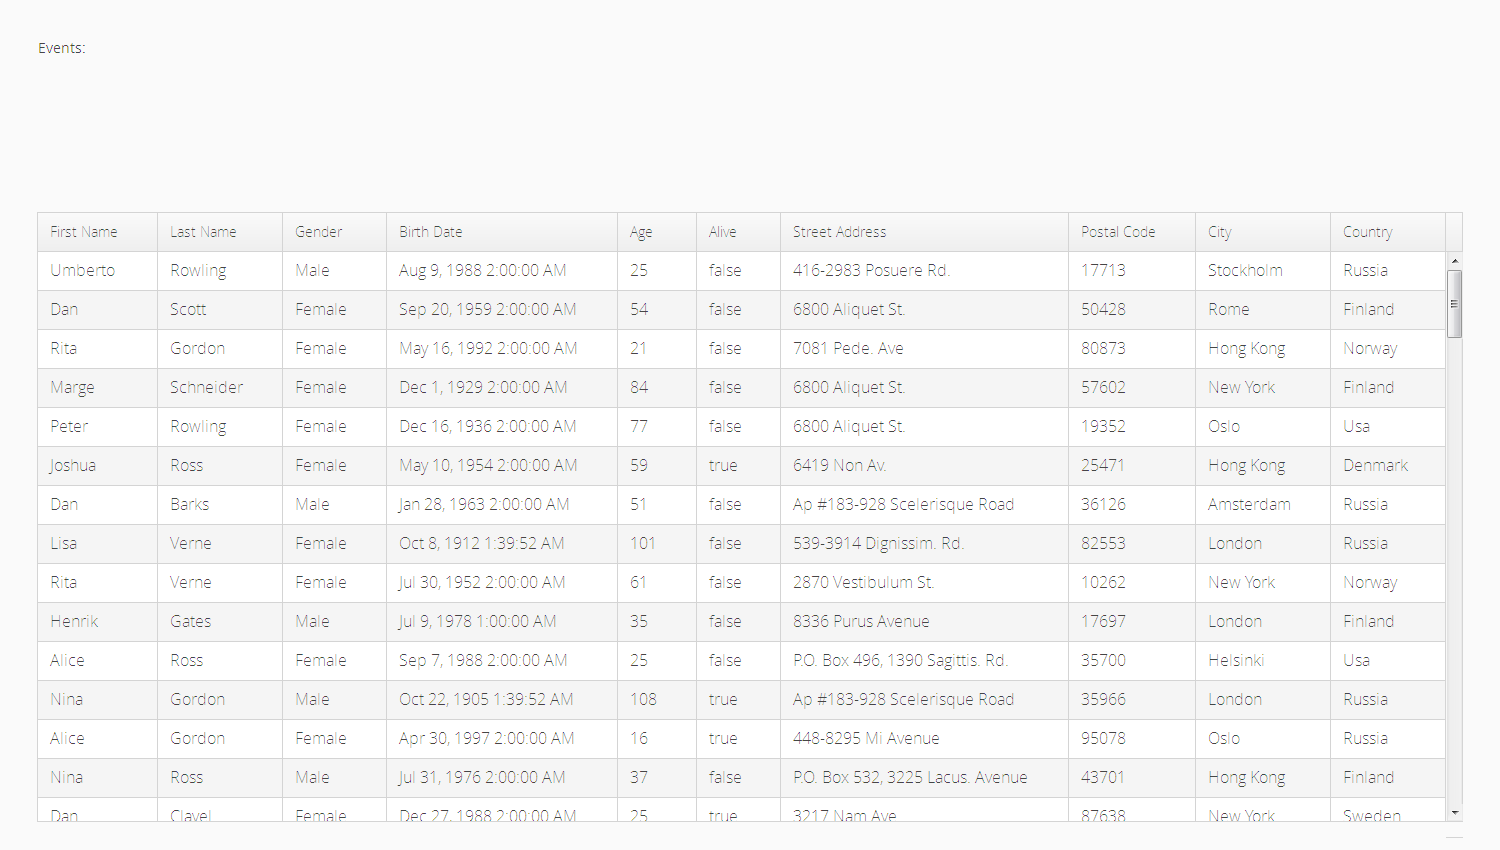 Events:
First Name Last Name Gender Birth Date Age Alive Street Address Postal Code City Country
Umberto Rowling Male Aug 9, 1988 2:00:00 AM 25 false 416-2983 Posuere Rd. 17713 Stockholm Russia
Dan Scott Female Sep 20, 1959 2:00:00 AM 54 false 6800 Aliquet St. 50428 Rome Finland
Rita Gordon Female May 16, 1992 2:00:00 AM 21 false 7081 Pede. Ave 80873 Hong Kong Norway
Marge Schneider Female Dec 1, 1929 2:00:00 AM 84 false 6800 Aliquet St. 57602 New York Finland
Peter Rowling Female Dec 16, 1936 2:00:00 AM 77 false 6800 Aliquet St. 19352 Oslo Usa
Joshua Ross Female May 10, 1954 2:00:00 AM 59 true 6419 Non Av. 25471 Hong Kong Denmark
Dan Barks Male Jan 28, 1963 2:00:00 AM 51 false Ap #183-928 Scelerisque Road 36126 Amsterdam Russia
Lisa Verne Female Oct 8, 1912 1:39:52 AM 101 false 539-3914 Dignissim. Rd. 82553 London Russia
Rita Verne Female Jul 30, 1952 2:00:00 AM 61 false 2870 Vestibulum St. 10262 New York Norway
Henrik Gates Male Jul 9, 1978 1:00:00 AM 35 false 8336 Purus Avenue 17697 London Finland
Alice Ross Female Sep 7, 1988 2:00:00 AM 25 false P.O. Box 496, 1390 Sagittis. Rd. 35700 Helsinki Usa
Nina Gordon Male Oct 22, 1905 1:39:52 AM 108 true Ap #183-928 Scelerisque Road 35966 London Russia
Alice Gordon Female Apr 30, 1997 2:00:00 AM 16 true 448-8295 Mi Avenue 95078 Oslo Russia
Nina Ross Male Jul 31, 1976 2:00:00 AM 37 false P.O. Box 532, 3225 Lacus. Avenue 43701 Hong Kong Finland
Dan Clavel Female Dec 27, 1988 2:00:00 AM 25 true 3217 Nam Ave 87638 New York Sweden